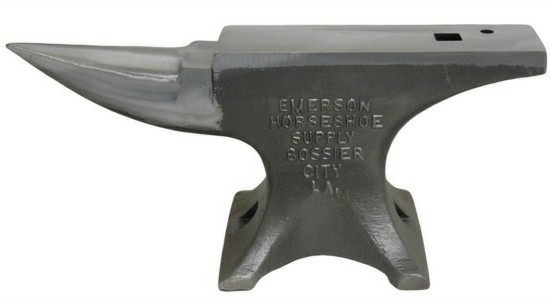 EMERSON
HORSESHOE
SUPPLY
BOSSIER
CITY
LA.